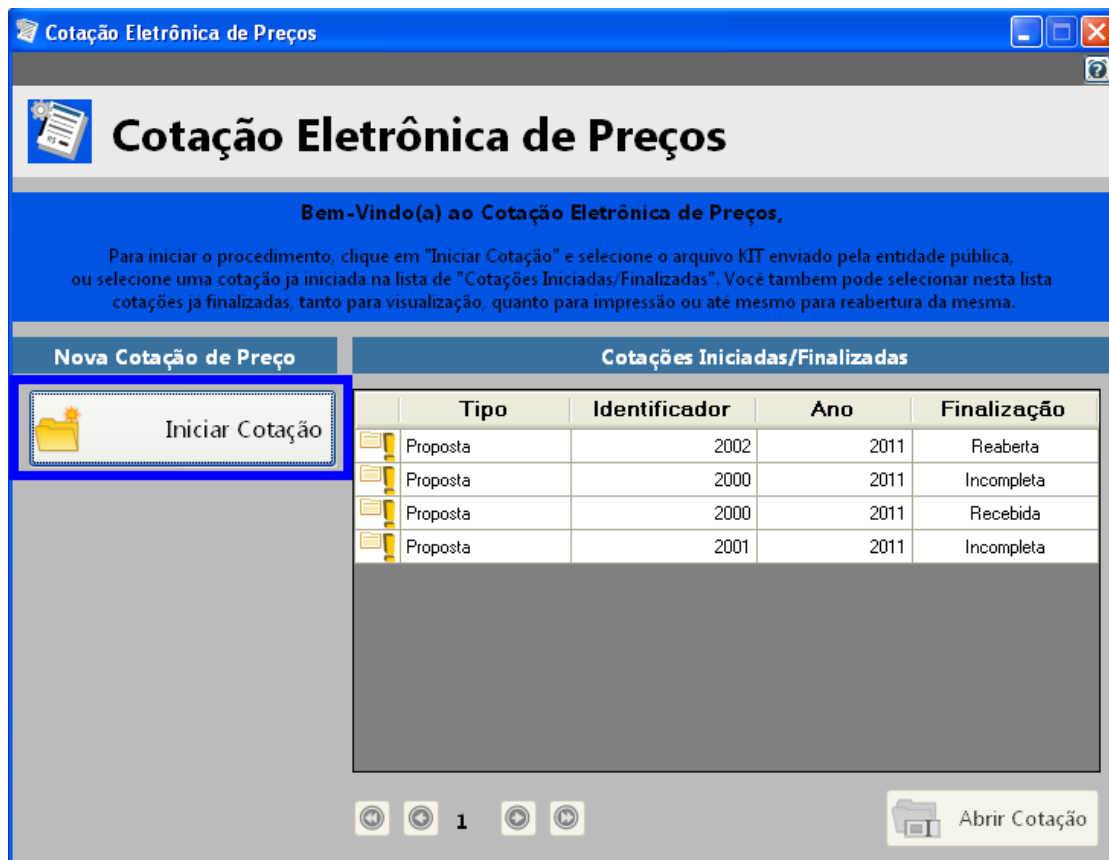 Cotação Eletrônica de Preços
Cotação Eletrônica de Preços
Bem-Vindo(a) ao Cotação Eletrônica de Preços,
Para iniciar o procedimento, clique em "Iniciar Cotação" e selecione o arquivo KIT enviado pela entidade pública,
ou selecione uma cotação já iniciada na lista de "Cotações Iniciadas/Finalizadas". Você também pode selecionar nesta lista
cotações já finalizadas, tanto para visualização, quanto para impressão ou até mesmo para reabertura da mesma.
Nova Cotação de Preço
Iniciar Cotação
Cotações Iniciadas/Finalizadas
Tipo Identificador Ano Finalização
Proposta 2002 2011 Reaberta
Proposta 2000 2011 Incompleta
Proposta 2000 2011 Recebida
Proposta 2001 2011 Incompleta
1
Abrir Cotação